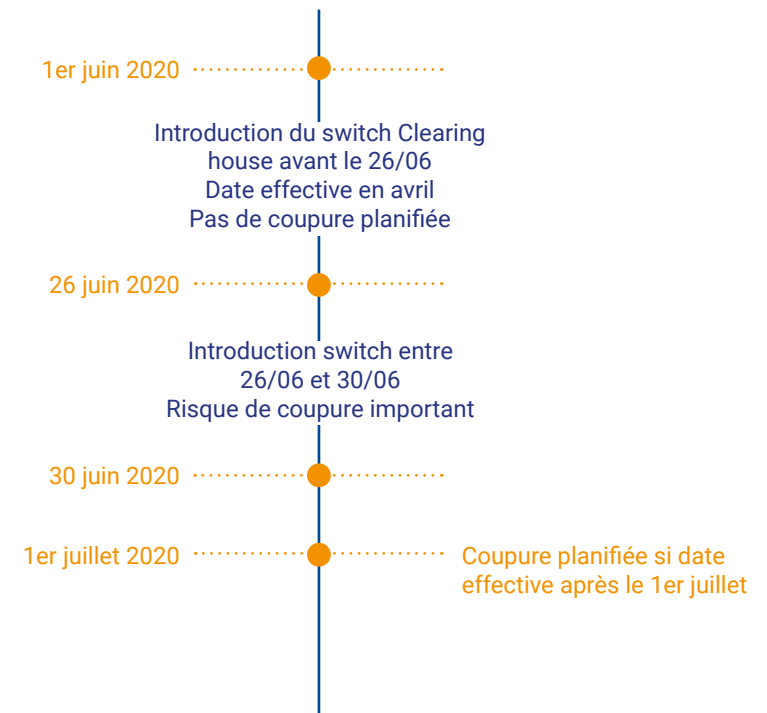 1er juin 2020
Introduction du switch Clearing
house avant le 26/06
Date effective en avril
Pas de coupure planifiée
26 juin 2020
Introduction switch entre
26/06 et 30/06
Risque de coupure important
30 juin 2020
1er juillet 2020
Coupure planifiée si date
effective après le 1er juillet